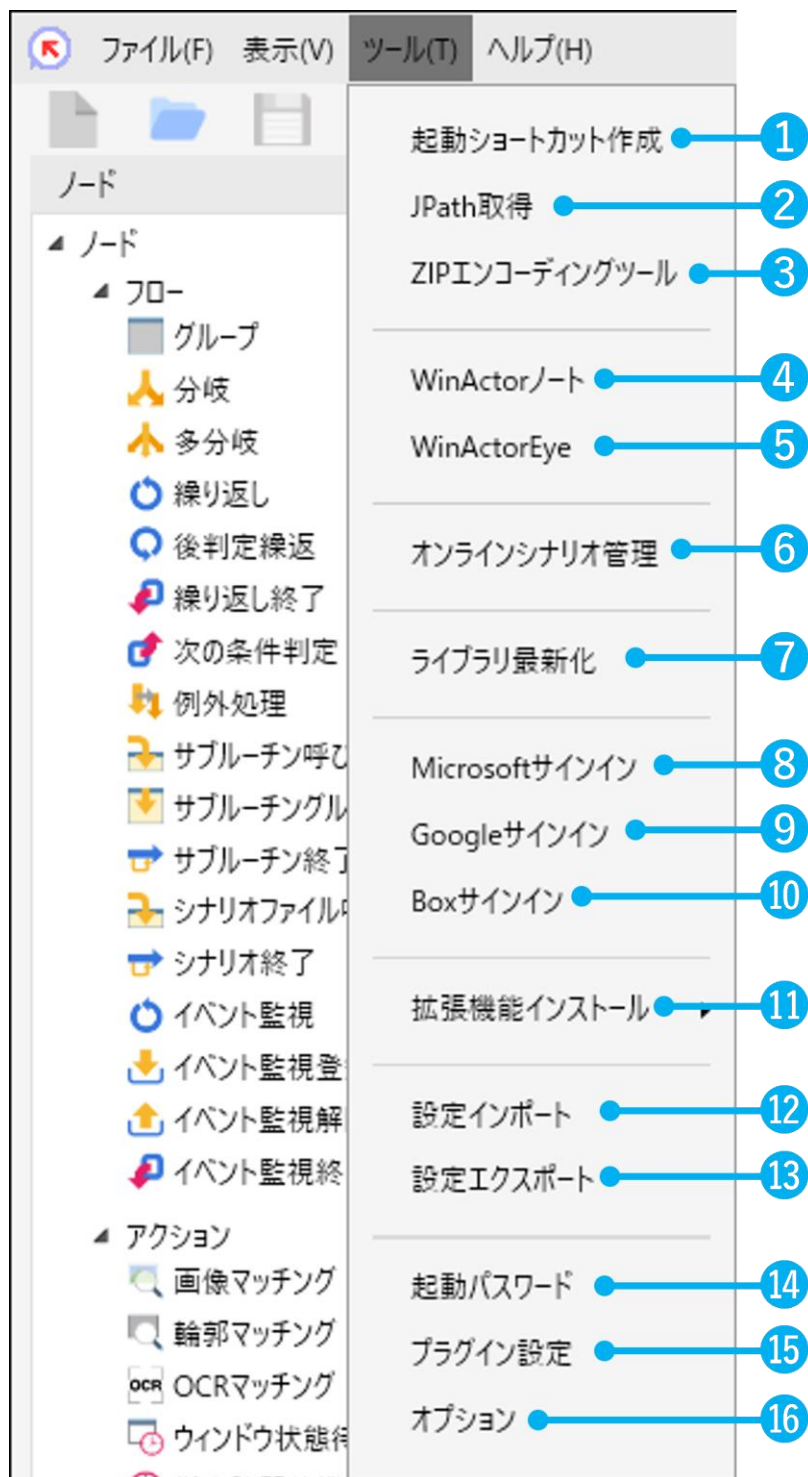 ファイル(F) 表示(V) ツール(T) ヘルプ(H)
ノード
ノード
フロー
グループ
分岐
多分岐
繰り返し
後判定繰返
繰り返し終了
次の条件判定
例外処理
サブルーチン呼び
サブルーチングル
サブルーチン終了
シナリオファイル
シナリオ終了
イベント監視
イベント監視登
イベント監視解
イベント監視終
アクション
画像マッチング
輪郭マッチング
OCR OCRマッチング
ウィンドウ状態待
起動ショートカット作成 1
JPath取得 2
ZIPエンコーディングツール 3
WinActorノート 4
WinActorEye 5
オンラインシナリオ管理 6
ライブラリ最新化 7
Microsoftサインイン 8
Googleサインイン 9
Boxサインイン 10
拡張機能インストール 11
設定インポート 12
設定エクスポート 13
起動パスワード 14
プラグイン設定 15
オプション 16